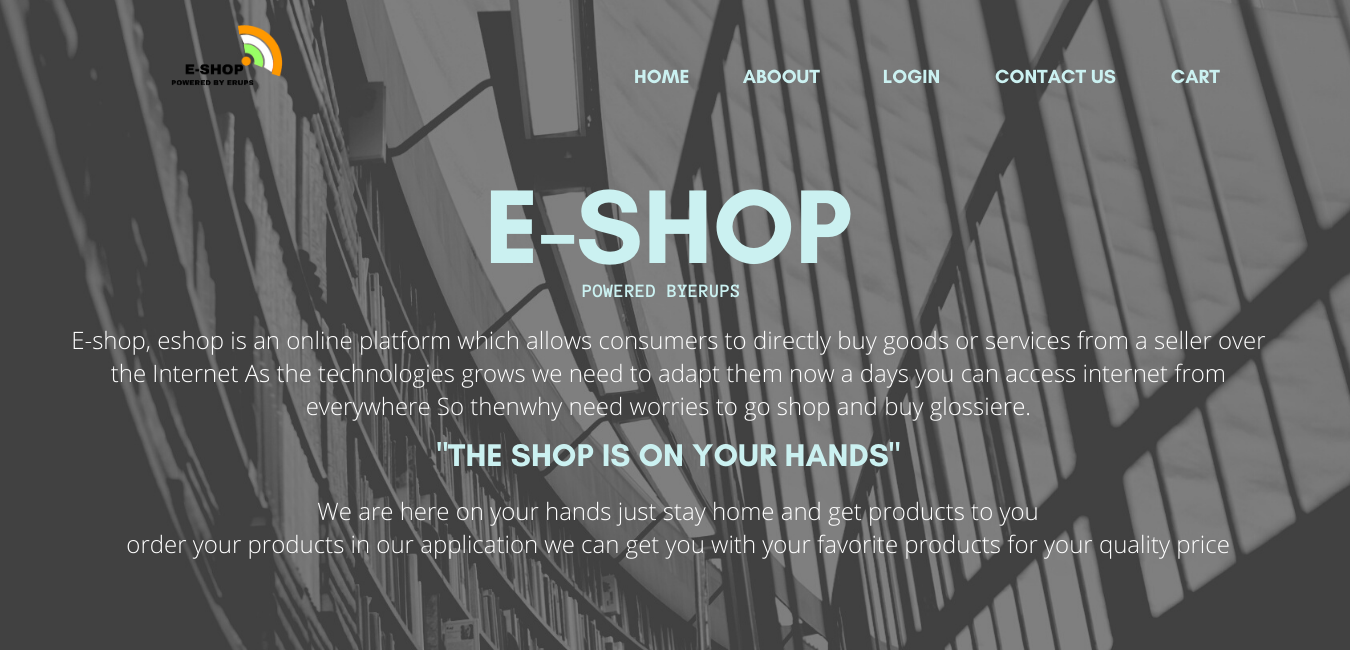 E-SHOP
POWERED BY ERUPS
HOME ABOOUT LOGIN CONTACT US CART
E-SHOP
POWERED BYERUPS
E-shop, eshop is an online platform which allows consumers to directly buy goods or services from a seller over
the Internet As the technologies grows we need to adapt them now a days you can access internet from
everywhere So thenwhy need worries to go shop and buy glossiere.
"THE SHOP IS ON YOUR HANDS"
We are here on your hands just stay home and get products to you
order your products in our application we can get you with your favorite products for your quality price